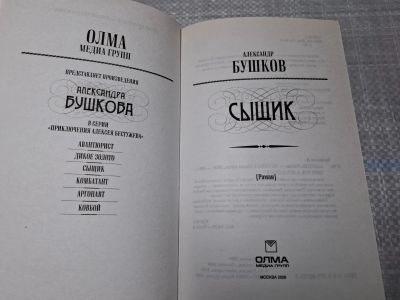 ОЛМА
МЕДИА ГРУПП
ПРЕДСТАВЛЯЕТ ПРОИЗВЕДЕНИЯ
АЛЕКСАНДРА
БУШКОВА
В СЕРИИ
«ПРИКЛЮЧЕНИЯ АЛЕКСЕЯ БЕСТУЖЕВА»
АВАНТЮРИСТ
ДИКОЕ ЗОЛОТО
СЫЩИК
КОМБАТАНТ
АРГОНАВТ
КОВБОЙ
АЛЕКСАНДР
БУШКОВ
СЫЩИК
(Роман)
ОЛМА
МЕДИА ГРУПП
МОСКВА